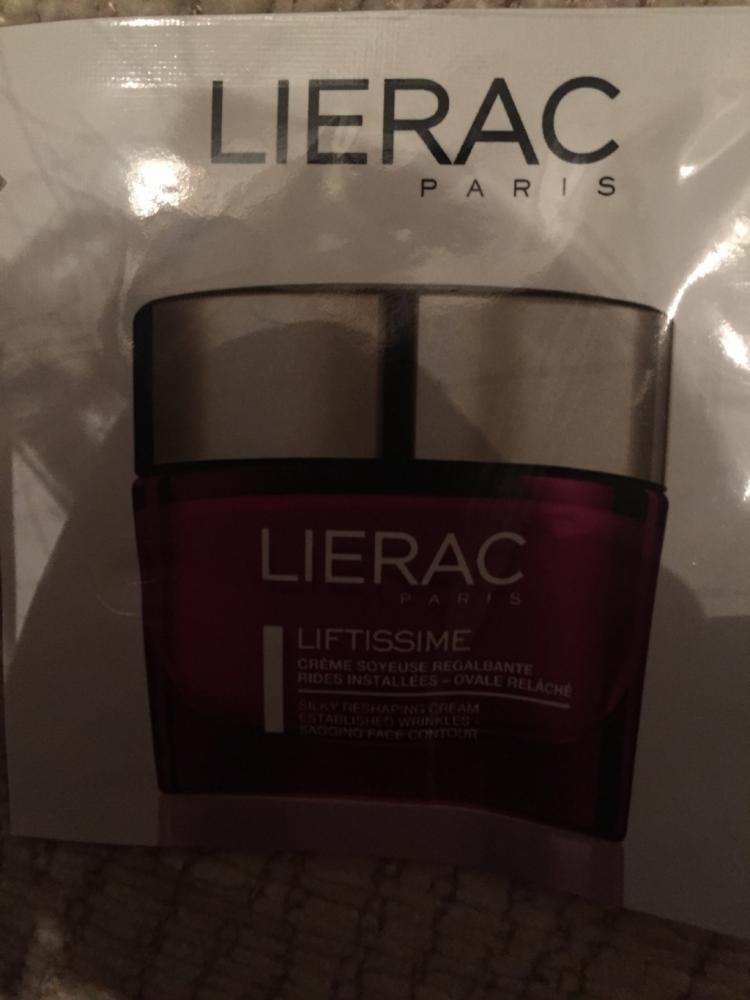 LIERAC
PARIS
LIERAC
PARIS
LIFTISSIME
CRÈME SOYEUSE REGALBANTE
RIDES INSTALLÉES – OVALE RELÂCHÉ
SILKY RESHAPING CREAM
ESTABLISHED WRINKLES -
SAGGING FACE CONTOUR